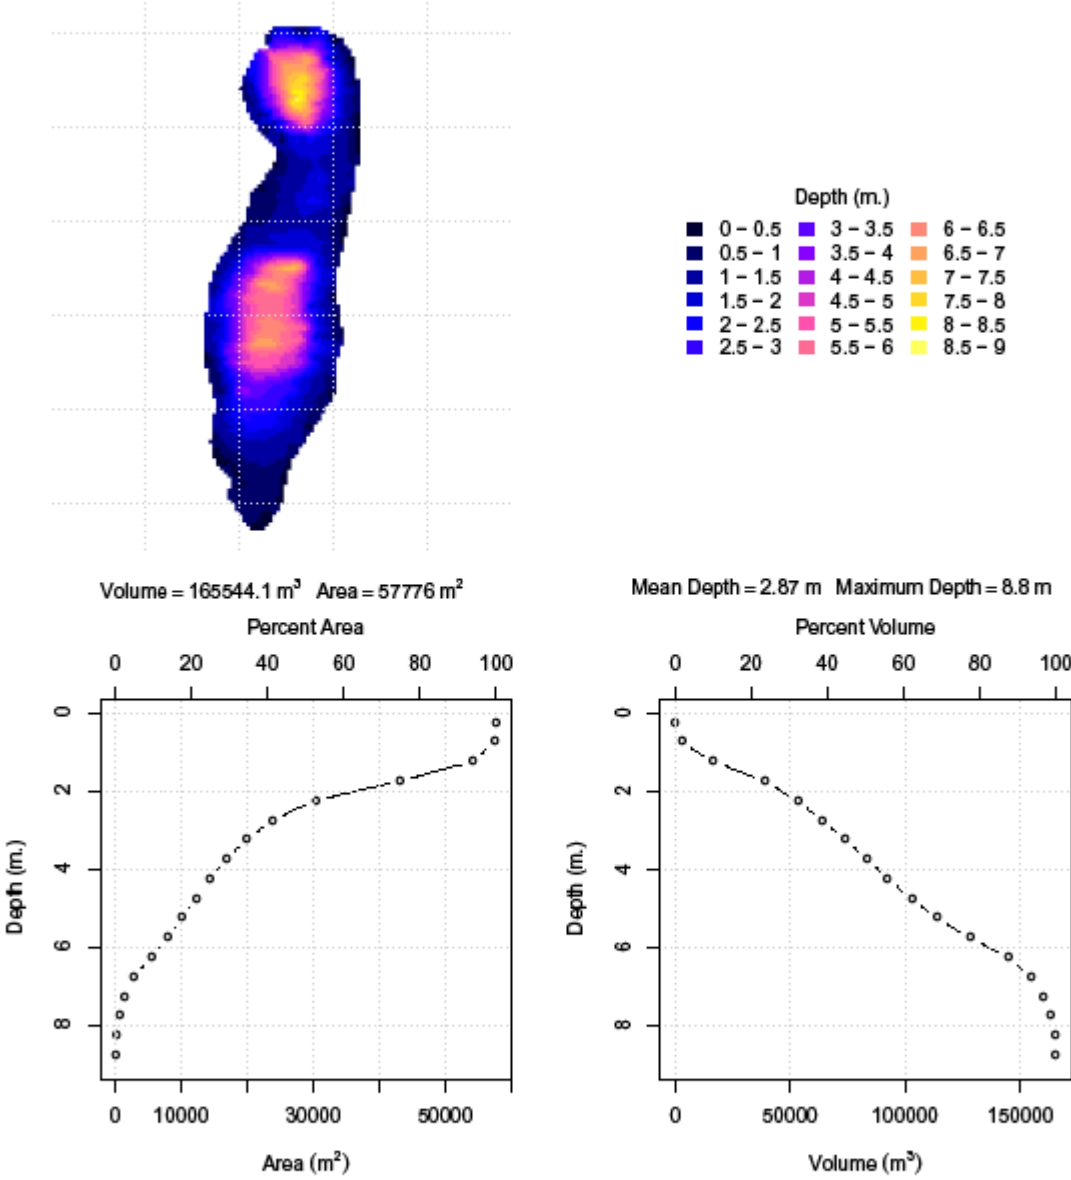 Depth (m.)
0 – 0.5 3 – 3.5 6 – 6.5
0.5 – 1 3.5 – 4 6.5 – 7
1 – 1.5 4 – 4.5 7 – 7.5
1.5 – 2 4.5 – 5 7.5 – 8
2 – 2.5 5 – 5.5 8 – 8.5
2.5 – 3 5.5 – 6 8.5 – 9
Volume = 165544.1 m³ Area = 57776 m²
Percent Area
0 20 40 60 80 100
0
2
4
6
8
Depth (m.)
0 10000 30000 50000
Area (m²)
Mean Depth = 2.87 m Maximum Depth = 8.8 m
Percent Volume
0 20 40 60 80 100
0
2
4
6
8
Depth (m.)
0 50000 100000 150000
Volume (m³)